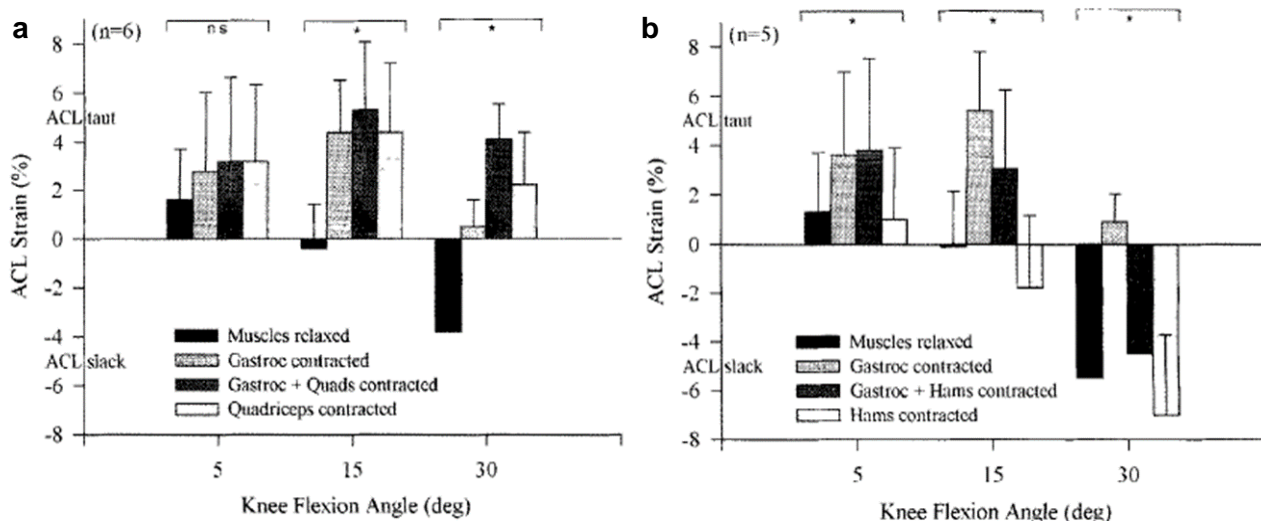 a
(n=6)
ns
*
*
8
6
ACL taut
4
2
0
-2
-4
ACL slack
-6
-8
ACL Strain (%)
Muscles relaxed
Gastroc contracted
Gastroc + Quads contracted
Quadriceps contracted
5
15
30
Knee Flexion Angle (deg)
b
(n=5)
*
*
*
8
6
ACL taut
4
2
0
-2
-4
ACL slack
-6
-8
ACL Strain (%)
Muscles relaxed
Gastroc contracted
Gastroc + Hams contracted
Hams contracted
5
15
30
Knee Flexion Angle (deg)